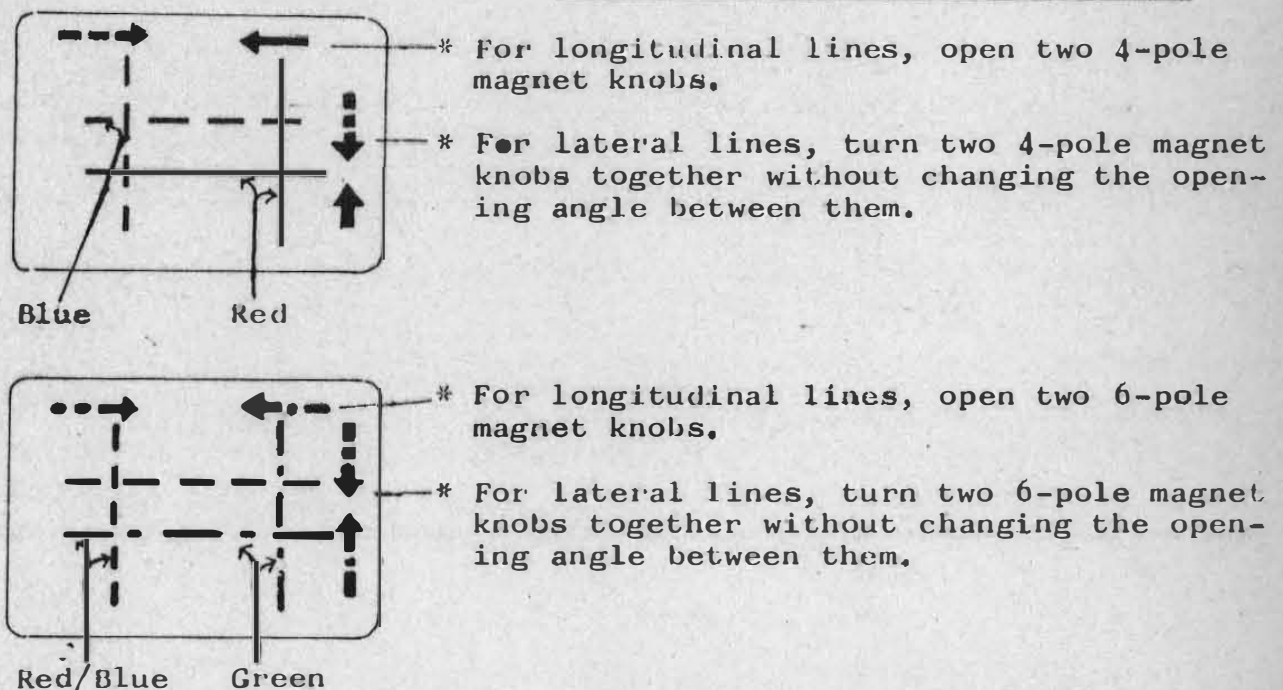 * For longitudinal lines, open two 4-pole
magnet knobs.
* For lateral lines, turn two 4-pole magnet
knobs together without changing the open-
ing angle between them.
Blue Red
* For longitudinal lines, open two 6-pole
magnet knobs.
* For lateral lines, turn two 6-pole magnet
knobs together without changing the open-
ing angle between them.
Red/Blue Green